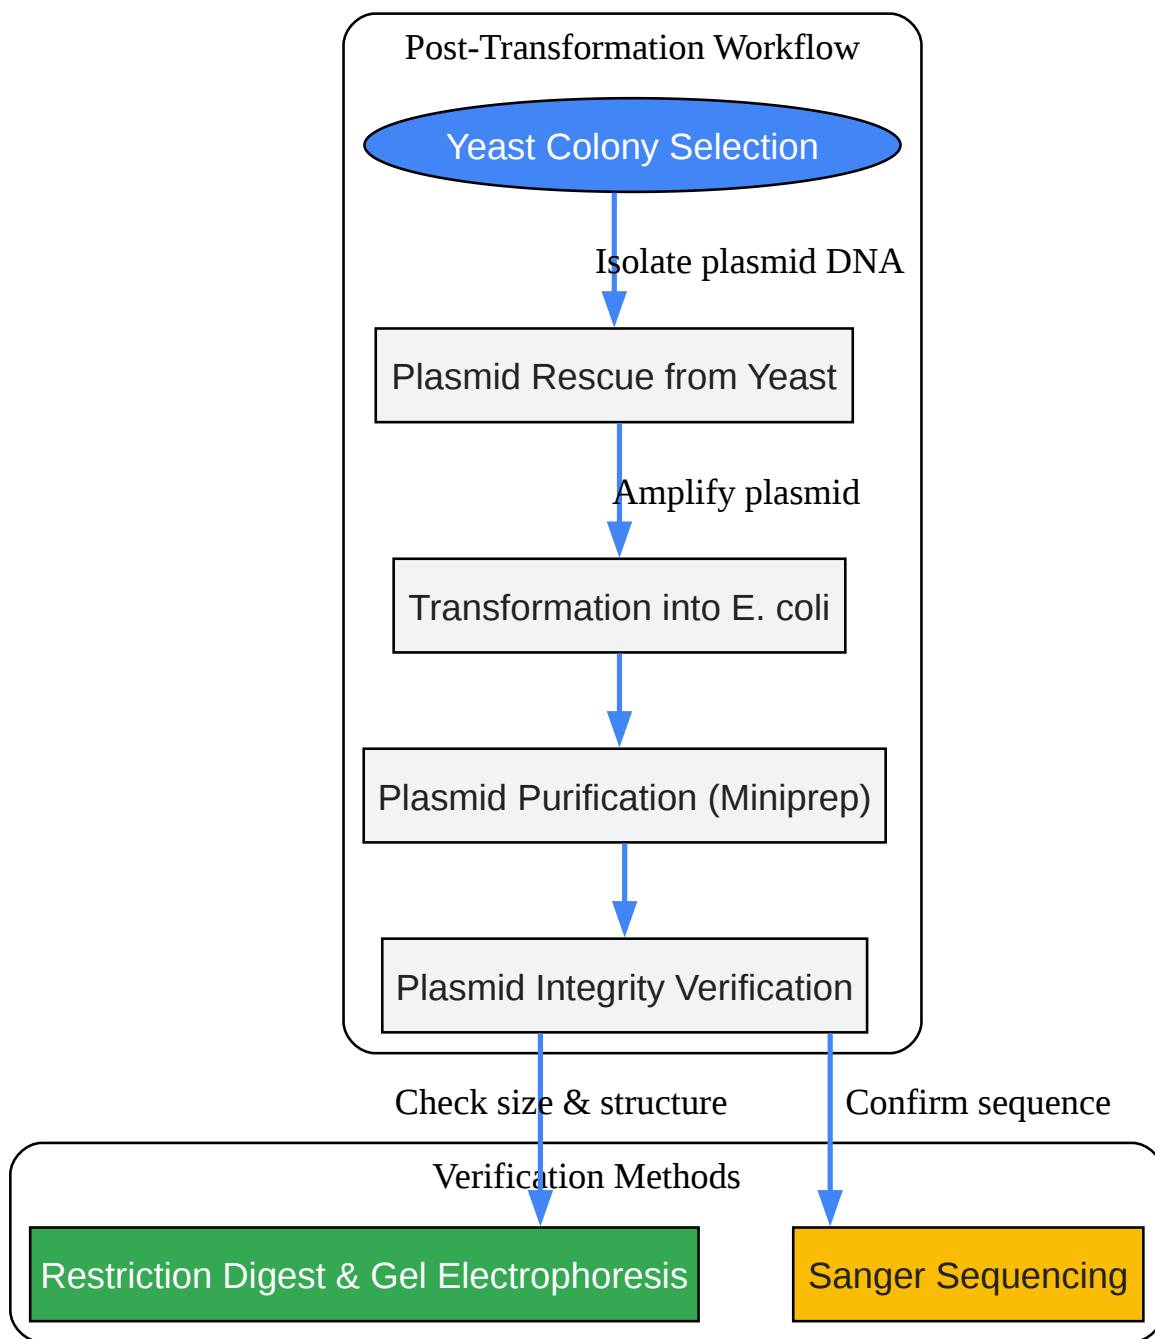 Post-Transformation Workflow
Yeast Colony Selection
Isolate plasmid DNA
Plasmid Rescue from Yeast
Amplify plasmid
Transformation into E. coli
Plasmid Purification (Miniprep)
Plasmid Integrity Verification
Check size & structure
Confirm sequence
Verification Methods
Restriction Digest & Gel Electrophoresis
Sanger Sequencing